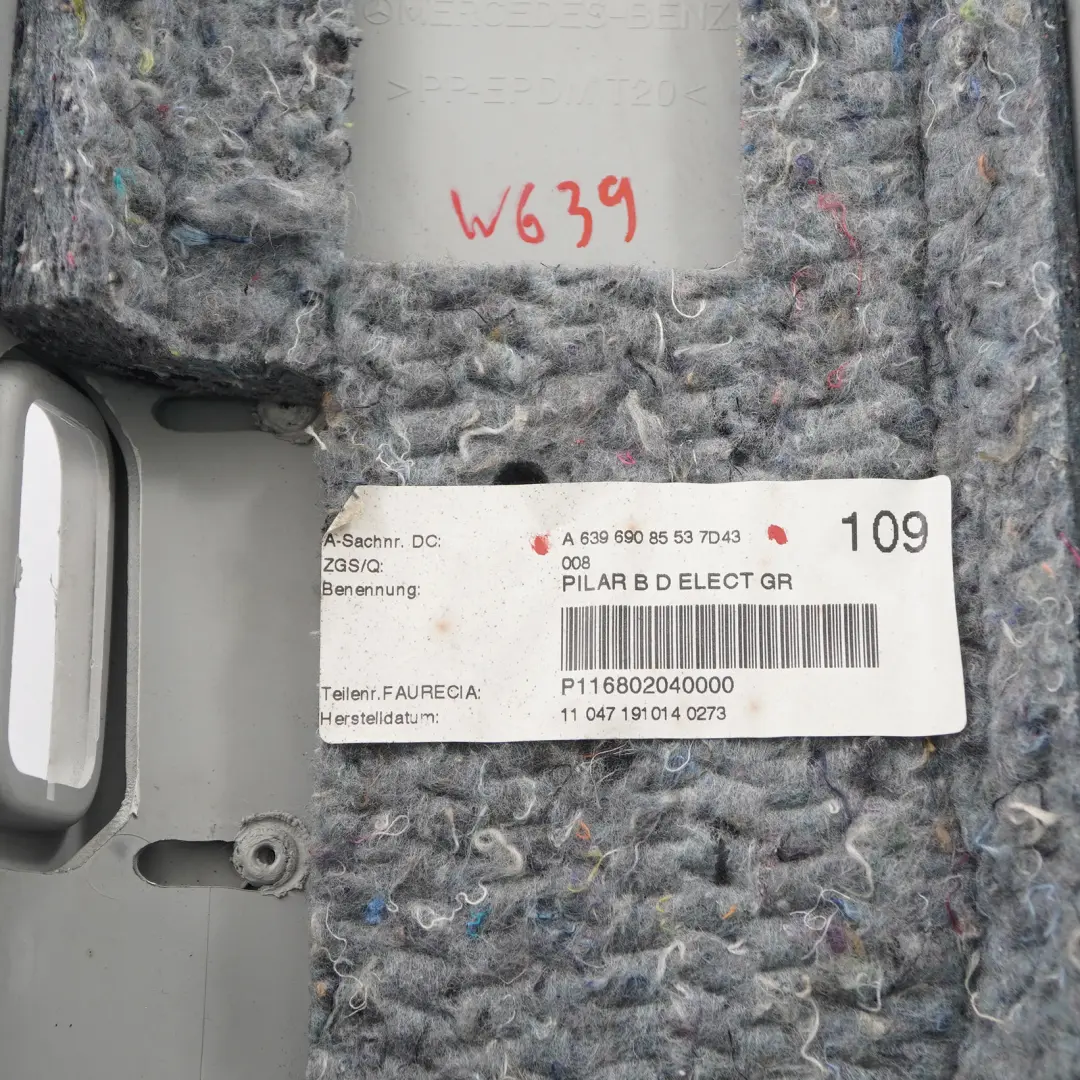 MERCEDES-BENZ
>PP-EPDM/T20<
W639
A-Sachnr. DC: A 639 690 85 53 7D43 109
ZGS/Q: 008
Benennung: PILAR B D ELECT GR
Teilenr.FAURECIA: P116802040000
Herstelldatum: 11 047 191014 0273